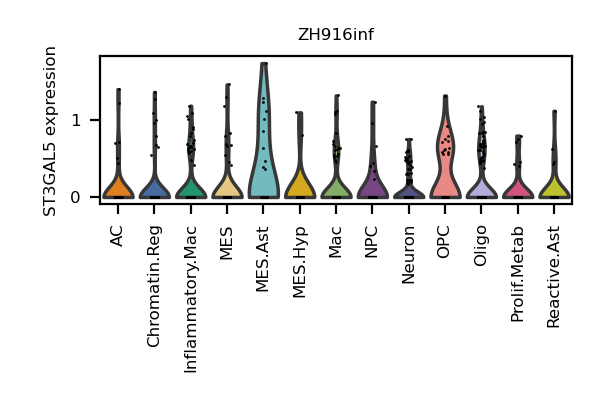 ZH916inf
ST3GAL5 expression
1
0
AC
Chromatin.Reg
Inflammatory.Mac
MES
MES.Ast
MES.Hyp
Mac
NPC
Neuron
OPC
Oligo
Prolif.Metab
Reactive.Ast